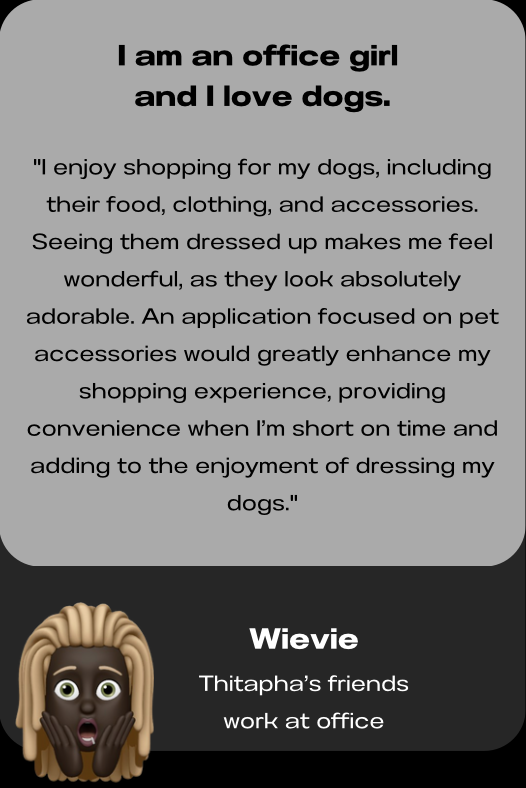 I am an office girl
and I love dogs.
"I enjoy shopping for my dogs, including
their food, clothing, and accessories.
Seeing them dressed up makes me feel
wonderful, as they look absolutely
adorable. An application focused on pet
accessories would greatly enhance my
shopping experience, providing
convenience when I'm short on time and
adding to the enjoyment of dressing my
dogs."
Wievie
Thitapha's friends
work at office